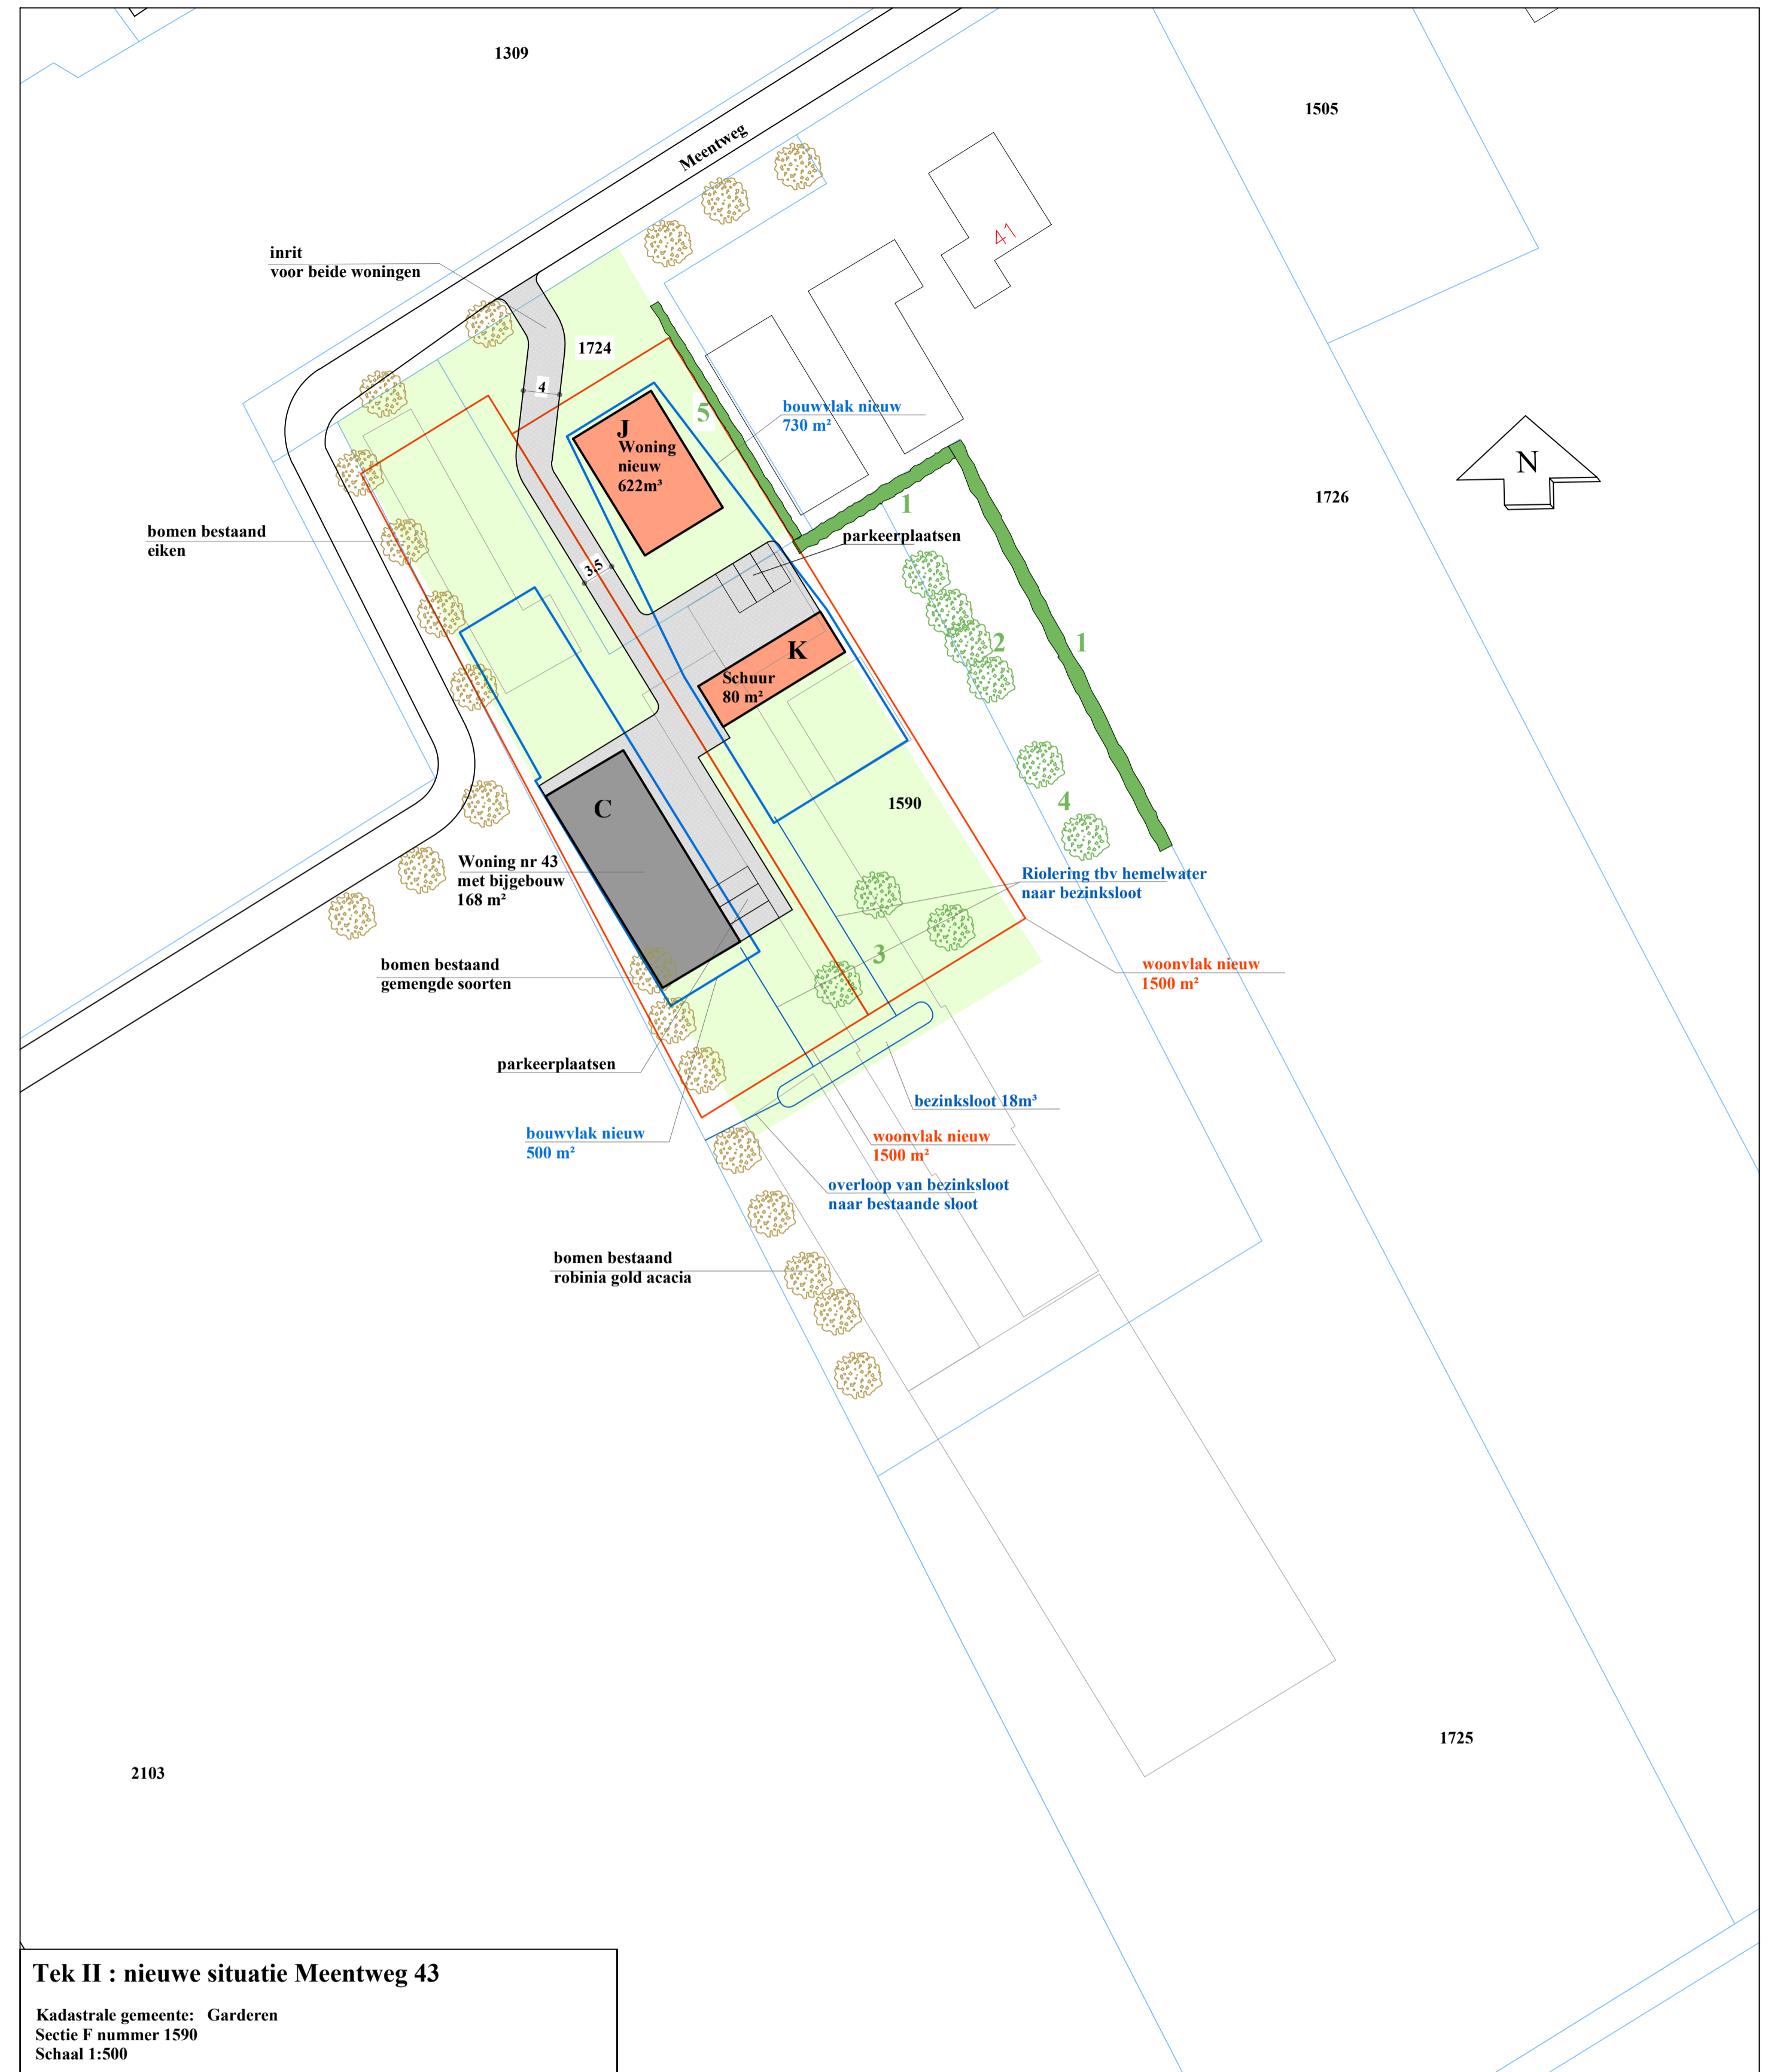 1309
1505
Meentweg
41
inrit
voor beide woningen
1724
4
5
bouwvlak nieuw
730 m²
J
Woning
nieuw
622m³
N
1726
1
bomen bestaand
eiken
parkeerplaatsen
3,5
2
1
K
Schuur
80 m²
4
1590
C
Woning nr 43
met bijgebouw
168 m²
Riolering tbv hemelwater
naar bezinksloot
3
bomen bestaand
gemengde soorten
woonvlak nieuw
1500 m²
parkeerplaatsen
bezinksloot 18m³
bouwvlak nieuw
500 m²
woonvlak nieuw
1500 m²
overloop van bezinksloot
naar bestaande sloot
bomen bestaand
robinia gold acacia
1725
2103
Tek II : nieuwe situatie Meentweg 43
Kadastrale gemeente: Garderen
Sectie F nummer 1590
Schaal 1:500